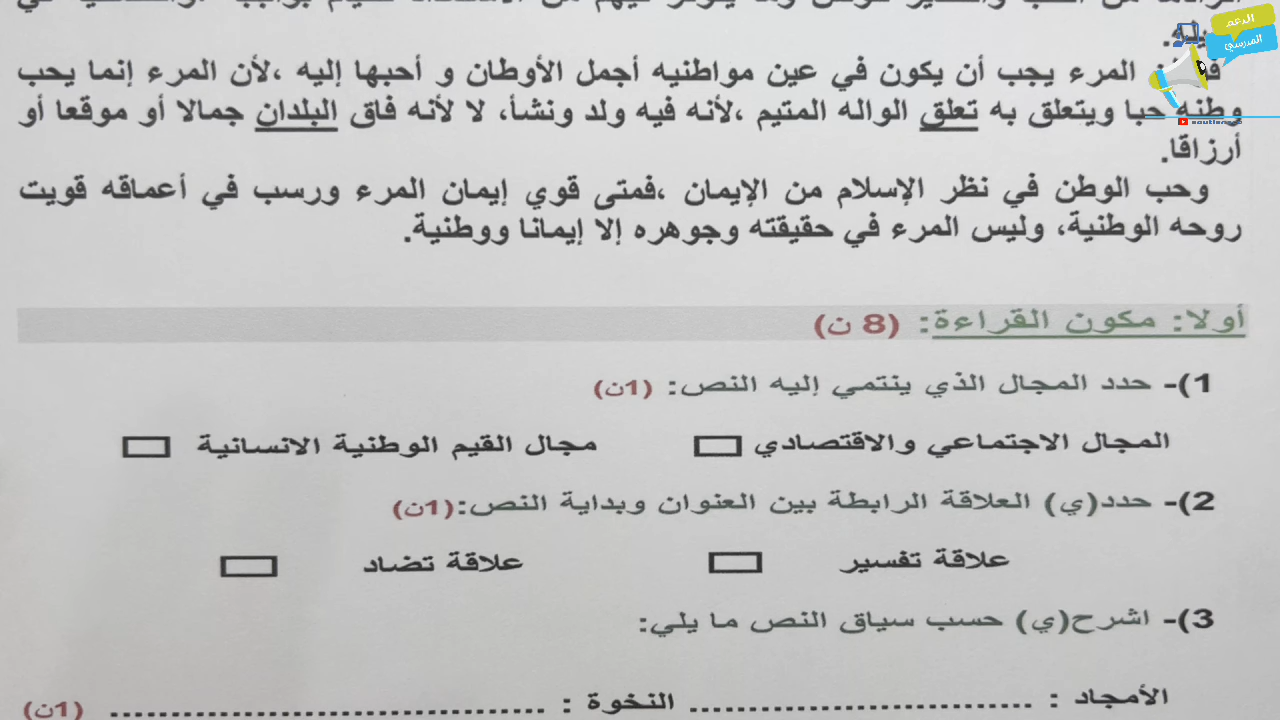 الدعم
المدرسي
فوطن المرء يجب أن يكون في عين مواطنيه أجمل الأوطان و أحبها إليه ،لأن المرء إنما يحب
وطنه حبا ويتعلق به تعلق الواله المتيم ،لأنه فيه ولد ونشأ، لا لأنه فاق البلدان جمالا أو موقعا أو
أرزاقا.
وحب الوطن في نظر الإسلام من الإيمان ،فمتى قوي إيمان المرء ورسب في أعماقه قويت
روحه الوطنية، وليس المرء في حقيقته وجوهره إلا إيمانا ووطنية.
أولا: مكون القراءة: (8 ن)
1)- حدد المجال الذي ينتمي إليه النص: (1ن)
المجال الاجتماعي والاقتصادي مجال القيم الوطنية الانسانية
2)- حدد(ي) العلاقة الرابطة بين العنوان وبداية النص:(1ن)
علاقة تفسير علاقة تضاد
3)- اشرح(ي) حسب سياق النص ما يلي:
الأمجاد : .................................. النخوة : .......................................... (1ن)